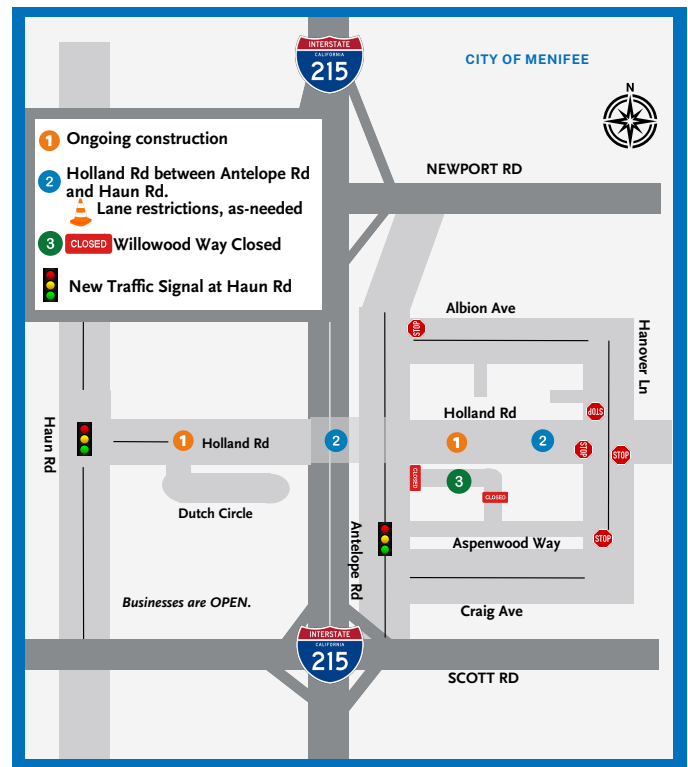 INTERSTATE
CALIFORNIA
215
CITY OF MENIFEE
N
1 Ongoing construction
2 Holland Rd between Antelope Rd
and Haun Rd.
Lane restrictions, as-needed
3 CLOSED Willowood Way Closed
New Traffic Signal at Haun Rd
NEWPORT RD
Albion Ave
STOP
Hanover Ln
Holland Rd
STOP
Haun Rd
1 Holland Rd
2
1
2
STOP
STOP
CLOSED
3
CLOSED
Dutch Circle
Antelope Rd
Aspenwood Way
STOP
Businesses are OPEN.
Craig Ave
INTERSTATE
CALIFORNIA
215
SCOTT RD